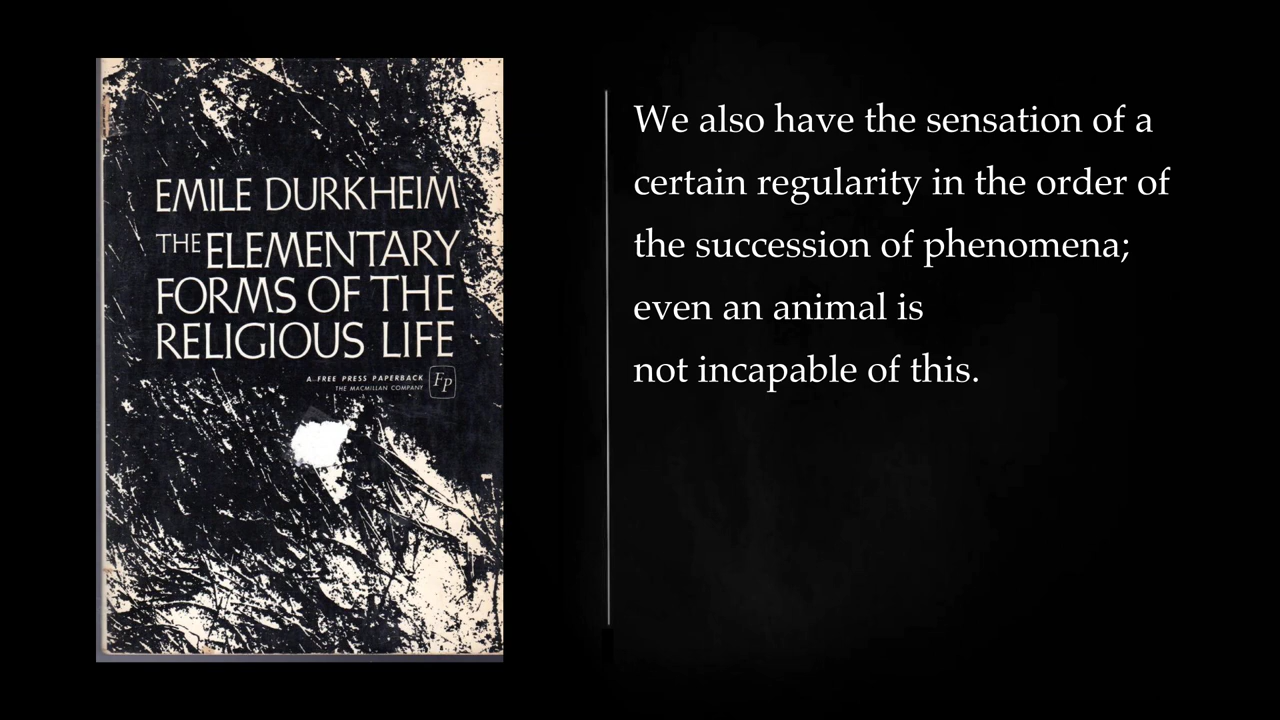 EMILE DURKHEIM
THE ELEMENTARY
FORMS OF THE
RELIGIOUS LIFE
A FREE PRESS PAPERBACK
THE MACMILLAN COMPANY
FP
We also have the sensation of a
certain regularity in the order of
the succession of phenomena;
even an animal is
not incapable of this.